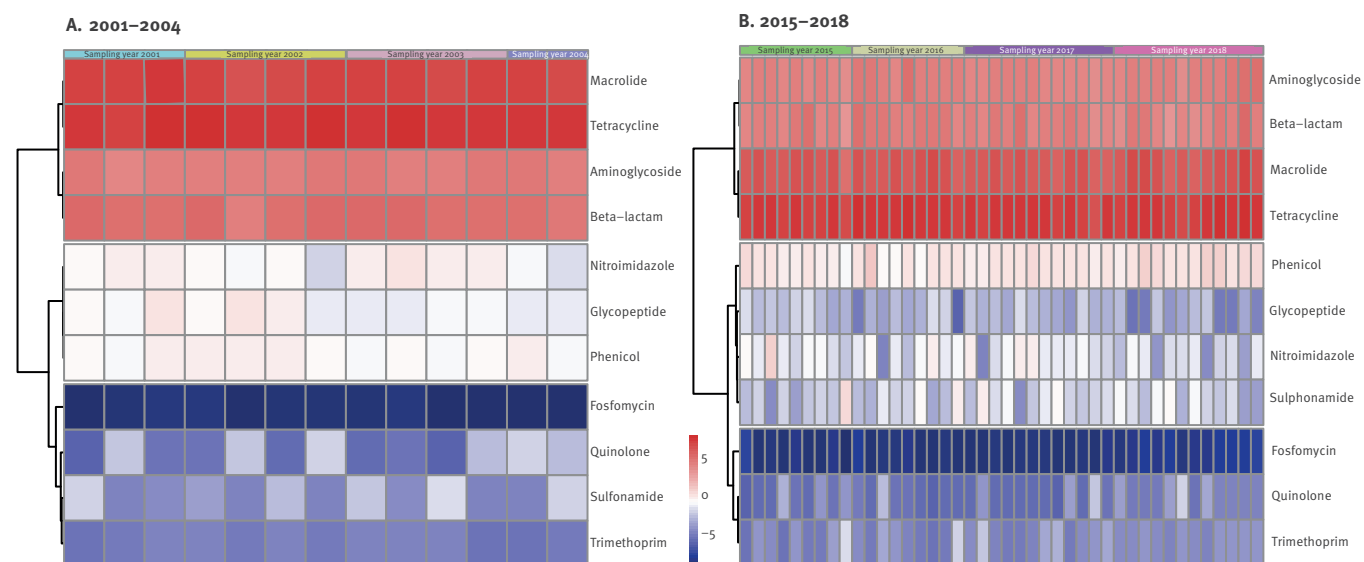 A. 2001–2004
Sampling year 2001 Sampling year 2002 Sampling year 2003 Sampling year 2004
Macrolide
Tetracycline
Aminoglycoside
Beta–lactam
Nitroimidazole
Glycopeptide
Phenicol
Fosfomycin
Quinolone
Sulfonamide
Trimethoprim
5
0
−5
B. 2015–2018
Sampling year 2015 Sampling year 2016 Sampling year 2017 Sampling year 2018
Aminoglycoside
Beta–lactam
Macrolide
Tetracycline
Phenicol
Glycopeptide
Nitroimidazole
Sulphonamide
Fosfomycin
Quinolone
Trimethoprim